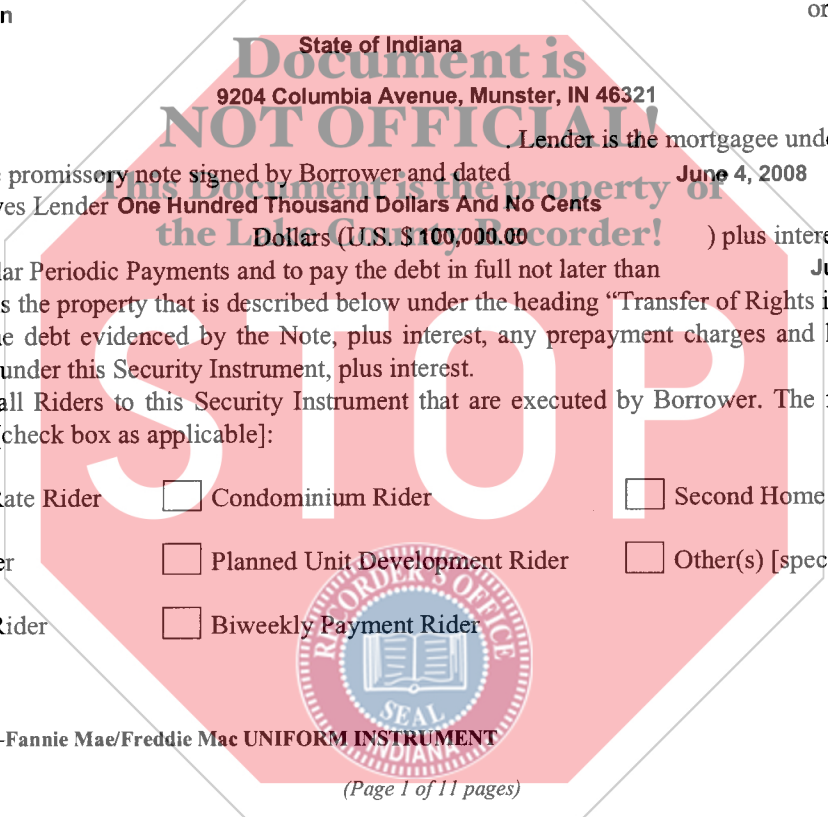 n
or
State of Indiana
Document is
9204 Columbia Avenue, Munster, IN 46321
NOT OFFICIAL!
. Lender is the mortgagee unde
e promissory note signed by Borrower and dated June 4, 2008
This Document is the property of
ves Lender One Hundred Thousand Dollars And No Cents
the Lake County Recorder!
Dollars (U.S. $ 100,000.00 ) plus intere
lar Periodic Payments and to pay the debt in full not later than Ju
s the property that is described below under the heading “Transfer of Rights i
e debt evidenced by the Note, plus interest, any prepayment charges and l
under this Security Instrument, plus interest.
all Riders to this Security Instrument that are executed by Borrower. The
[check box as applicable]:
STOP
Rate Rider Condominium Rider Second Home
er Planned Unit Development Rider Other(s) [spec
Rider Biweekly Payment Rider
RECORDER'S OFFICE
SEAL
INDIANA
-Fannie Mae/Freddie Mac UNIFORM INSTRUMENT
(Page 1 of 11 pages)